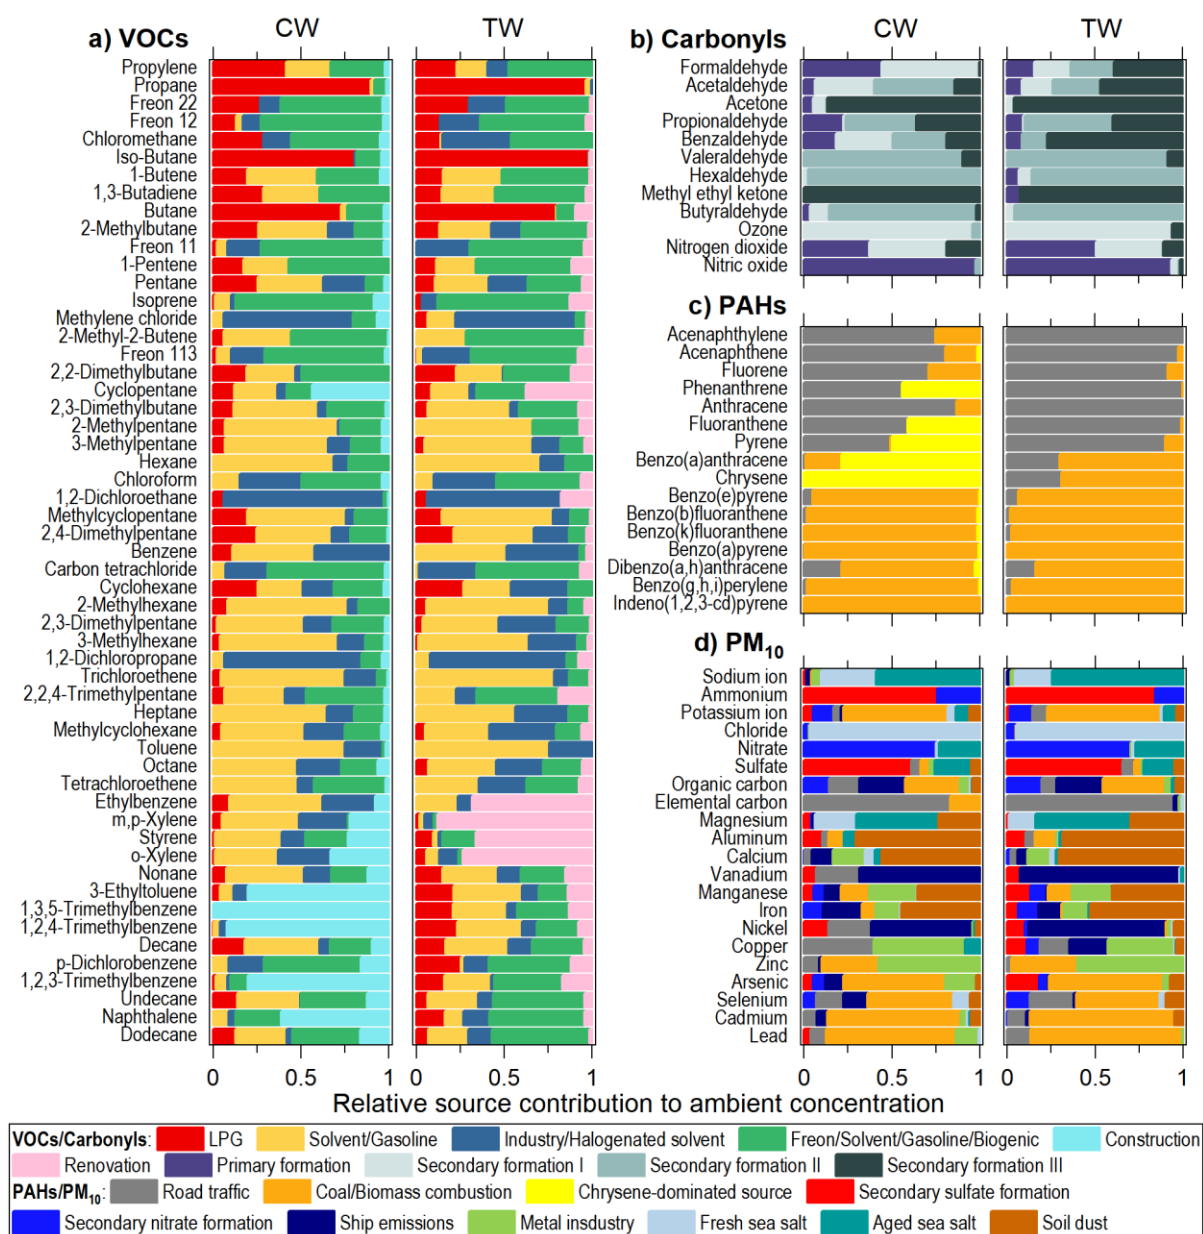 CW
TW
a) VOCs
Propylene
Propane
Freon 22
Freon 12
Chloromethane
Iso-Butane
1-Butene
1,3-Butadiene
Butane
2-Methylbutane
Freon 11
1-Pentene
Pentane
Isoprene
Methylene chloride
2-Methyl-2-Butene
Freon 113
2,2-Dimethylbutane
Cyclopentane
2,3-Dimethylbutane
2-Methylpentane
3-Methylpentane
Hexane
Chloroform
1,2-Dichloroethane
Methylcyclopentane
2,4-Dimethylpentane
Benzene
Carbon tetrachloride
Cyclohexane
2-Methylhexane
2,3-Dimethylpentane
3-Methylhexane
1,2-Dichloropropane
Trichloroethene
2,2,4-Trimethylpentane
Heptane
Methylcyclohexane
Toluene
Octane
Tetrachloroethene
Ethylbenzene
m,p-Xylene
Styrene
o-Xylene
Nonane
3-Ethyltoluene
1,3,5-Trimethylbenzene
1,2,4-Trimethylbenzene
Decane
p-Dichlorobenzene
1,2,3-Trimethylbenzene
Undecane
Naphthalene
Dodecane
0 0.5 1
0 0.5 1
CW
TW
b) Carbonyls
Formaldehyde
Acetaldehyde
Acetone
Propionaldehyde
Benzaldehyde
Valeraldehyde
Hexaldehyde
Methyl ethyl ketone
Butyraldehyde
Ozone
Nitrogen dioxide
Nitric oxide
c) PAHs
Acenaphthylene
Acenaphthene
Fluorene
Phenanthrene
Anthracene
Fluoranthene
Pyrene
Benzo(a)anthracene
Chrysene
Benzo(e)pyrene
Benzo(b)fluoranthene
Benzo(k)fluoranthene
Benzo(a)pyrene
Dibenzo(a,h)anthracene
Benzo(g,h,i)perylene
Indeno(1,2,3-cd)pyrene
d) PM10
Sodium ion
Ammonium
Potassium ion
Chloride
Nitrate
Sulfate
Organic carbon
Elemental carbon
Magnesium
Aluminum
Calcium
Vanadium
Manganese
Iron
Nickel
Copper
Zinc
Arsenic
Selenium
Cadmium
Lead
0 0.5 1
0 0.5 1
Relative source contribution to ambient concentration
VOCs/Carbonyls: LPG Solvent/Gasoline Industry/Halogenated solvent Freon/Solvent/Gasoline/Biogenic Construction
Renovation Primary formation Secondary formation I Secondary formation II Secondary formation III
PAHs/PM10: Road traffic Coal/Biomass combustion Chrysene-dominated source Secondary sulfate formation
Secondary nitrate formation Ship emissions Metal insdustry Fresh sea salt Aged sea salt Soil dust